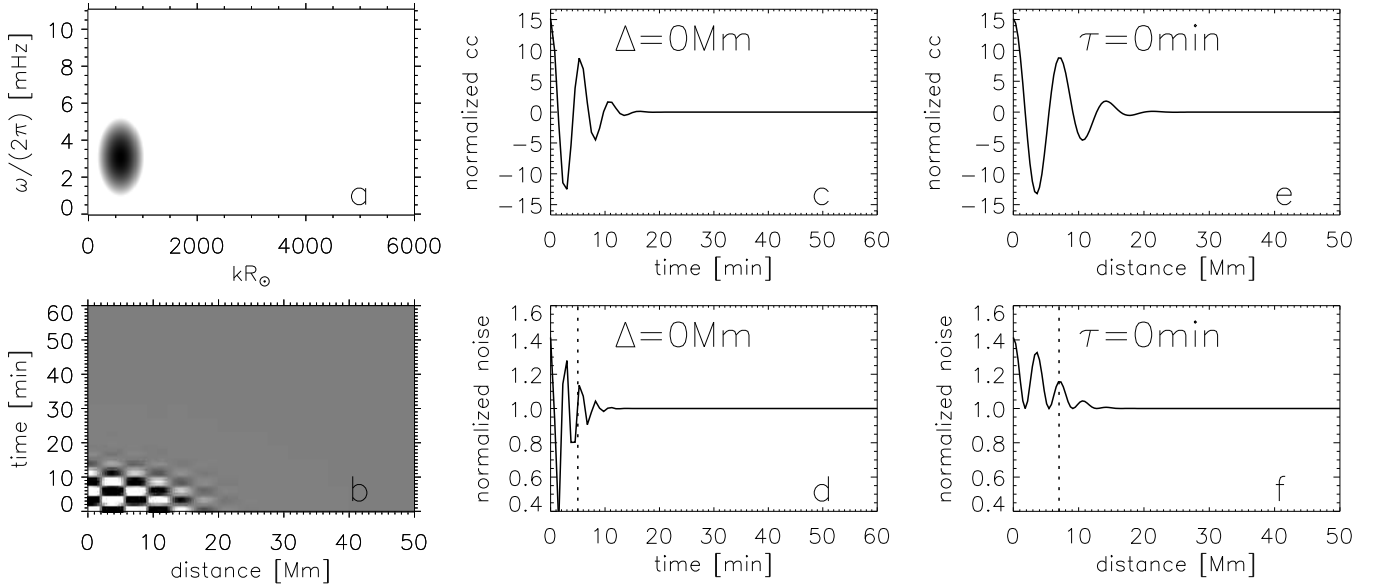 ω/(2π) [mHz]
10
8
6
4
2
0
a
0 2000 4000 6000
kR☉
normalized cc
15
10
5
0
−5
−10
−15
Δ=0Mm
c
0 10 20 30 40 50 60
time [min]
normalized cc
15
10
5
0
−5
−10
−15
τ=0min
e
0 10 20 30 40 50
distance [Mm]
time [min]
60
50
40
30
20
10
0
b
0 10 20 30 40 50
distance [Mm]
normalized noise
1.6
1.4
1.2
1.0
0.8
0.6
0.4
Δ=0Mm
d
0 10 20 30 40 50 60
time [min]
normalized noise
1.6
1.4
1.2
1.0
0.8
0.6
0.4
τ=0min
f
0 10 20 30 40 50
distance [Mm]